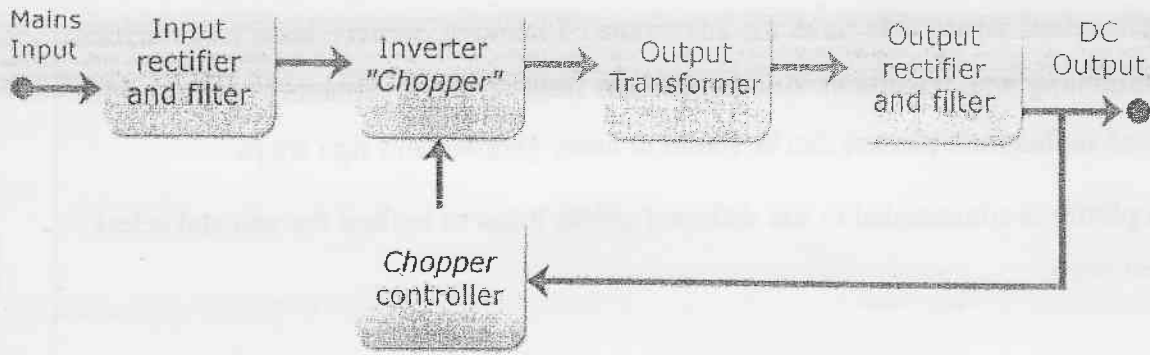 Mains
Input
Input
rectifier
and filter
Inverter
"Chopper"
Output
Transformer
Output
rectifier
and filter
DC
Output
Chopper
controller